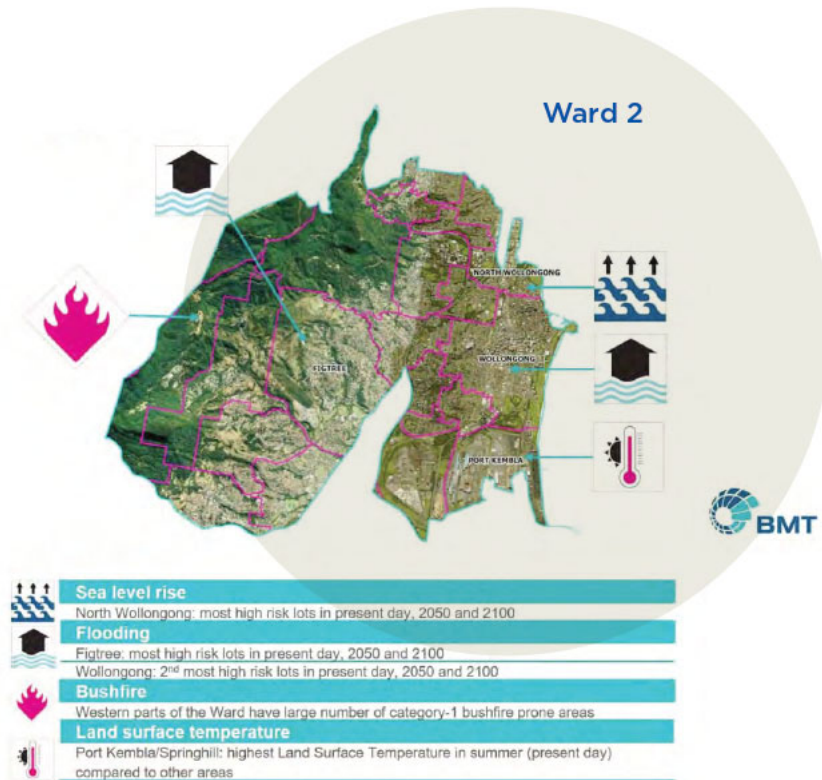 Ward 2
NORTH WOLLONGONG
WOLLONGONG
FIGTREE
PORT KEMBLA
BMT
Sea level rise
North Wollongong: most high risk lots in present day, 2050 and 2100
Flooding
Figtree: most high risk lots in present day, 2050 and 2100
Wollongong: 2nd most high risk lots in present day, 2050 and 2100
Bushfire
Western parts of the Ward have large number of category-1 bushfire prone areas
Land surface temperature
Port Kembla/Springhill: highest Land Surface Temperature in summer (present day)
compared to other areas